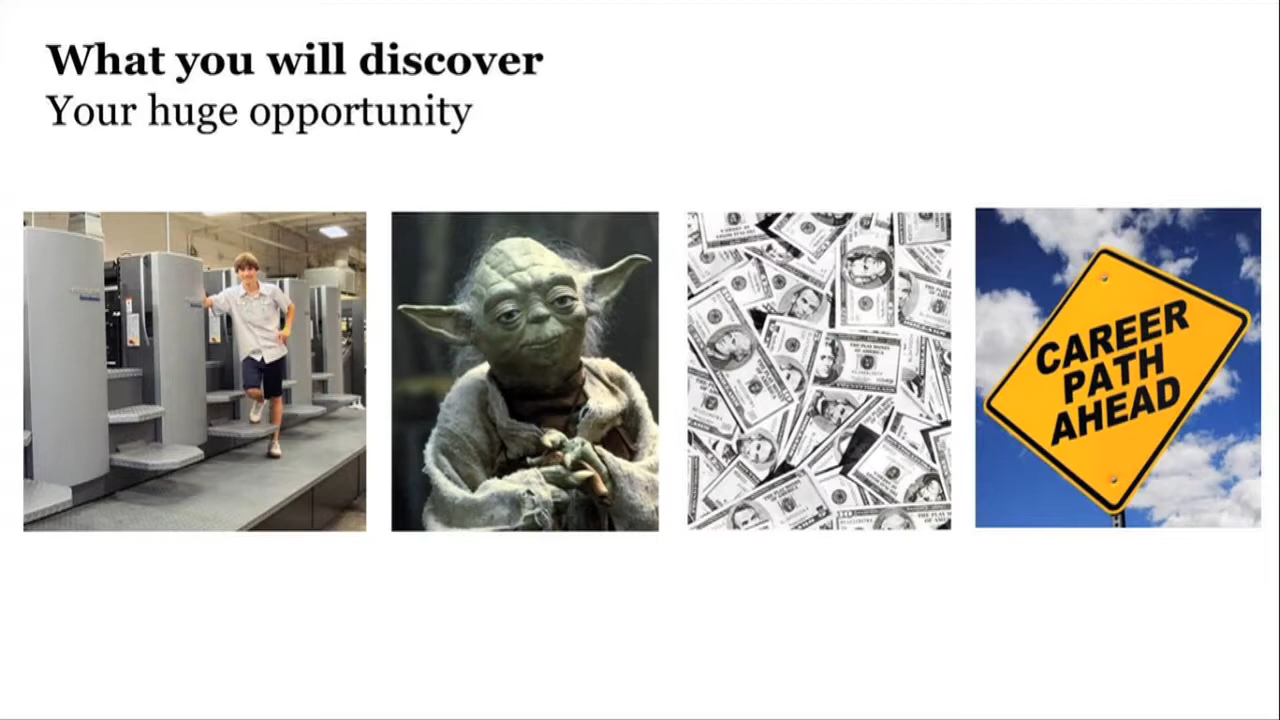 What you will discover
Your huge opportunity
CAREER
PATH
AHEAD